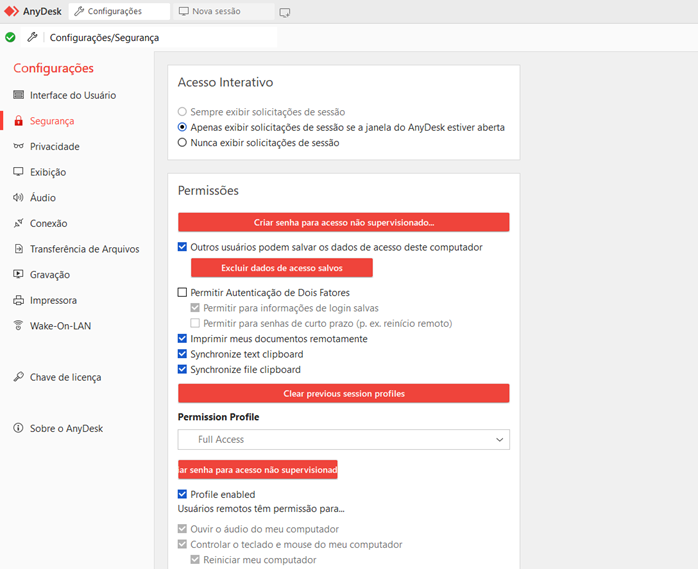 AnyDesk
Configurações
Nova sessão
Configurações/Segurança
Configurações
Interface do Usuário
Segurança
Privacidade
Exibição
Áudio
Conexão
Transferência de Arquivos
Gravação
Impressora
Wake-On-LAN
Chave de licença
Sobre o AnyDesk
Acesso Interativo
Sempre exibir solicitações de sessão
Apenas exibir solicitações de sessão se a janela do AnyDesk estiver aberta
Nunca exibir solicitações de sessão
Permissões
Criar senha para acesso não supervisionado...
Outros usuários podem salvar os dados de acesso deste computador
Excluir dados de acesso salvos
Permitir Autenticação de Dois Fatores
Permitir para informações de login salvas
Permitir para senhas de curto prazo (p. ex. reinício remoto)
Imprimir meus documentos remotamente
Synchronize text clipboard
Synchronize file clipboard
Clear previous session profiles
Permission Profile
Full Access
ar senha para acesso não supervisionad
Profile enabled
Usuários remotos têm permissão para...
Ouvir o áudio do meu computador
Controlar o teclado e mouse do meu computador
Reiniciar meu computador